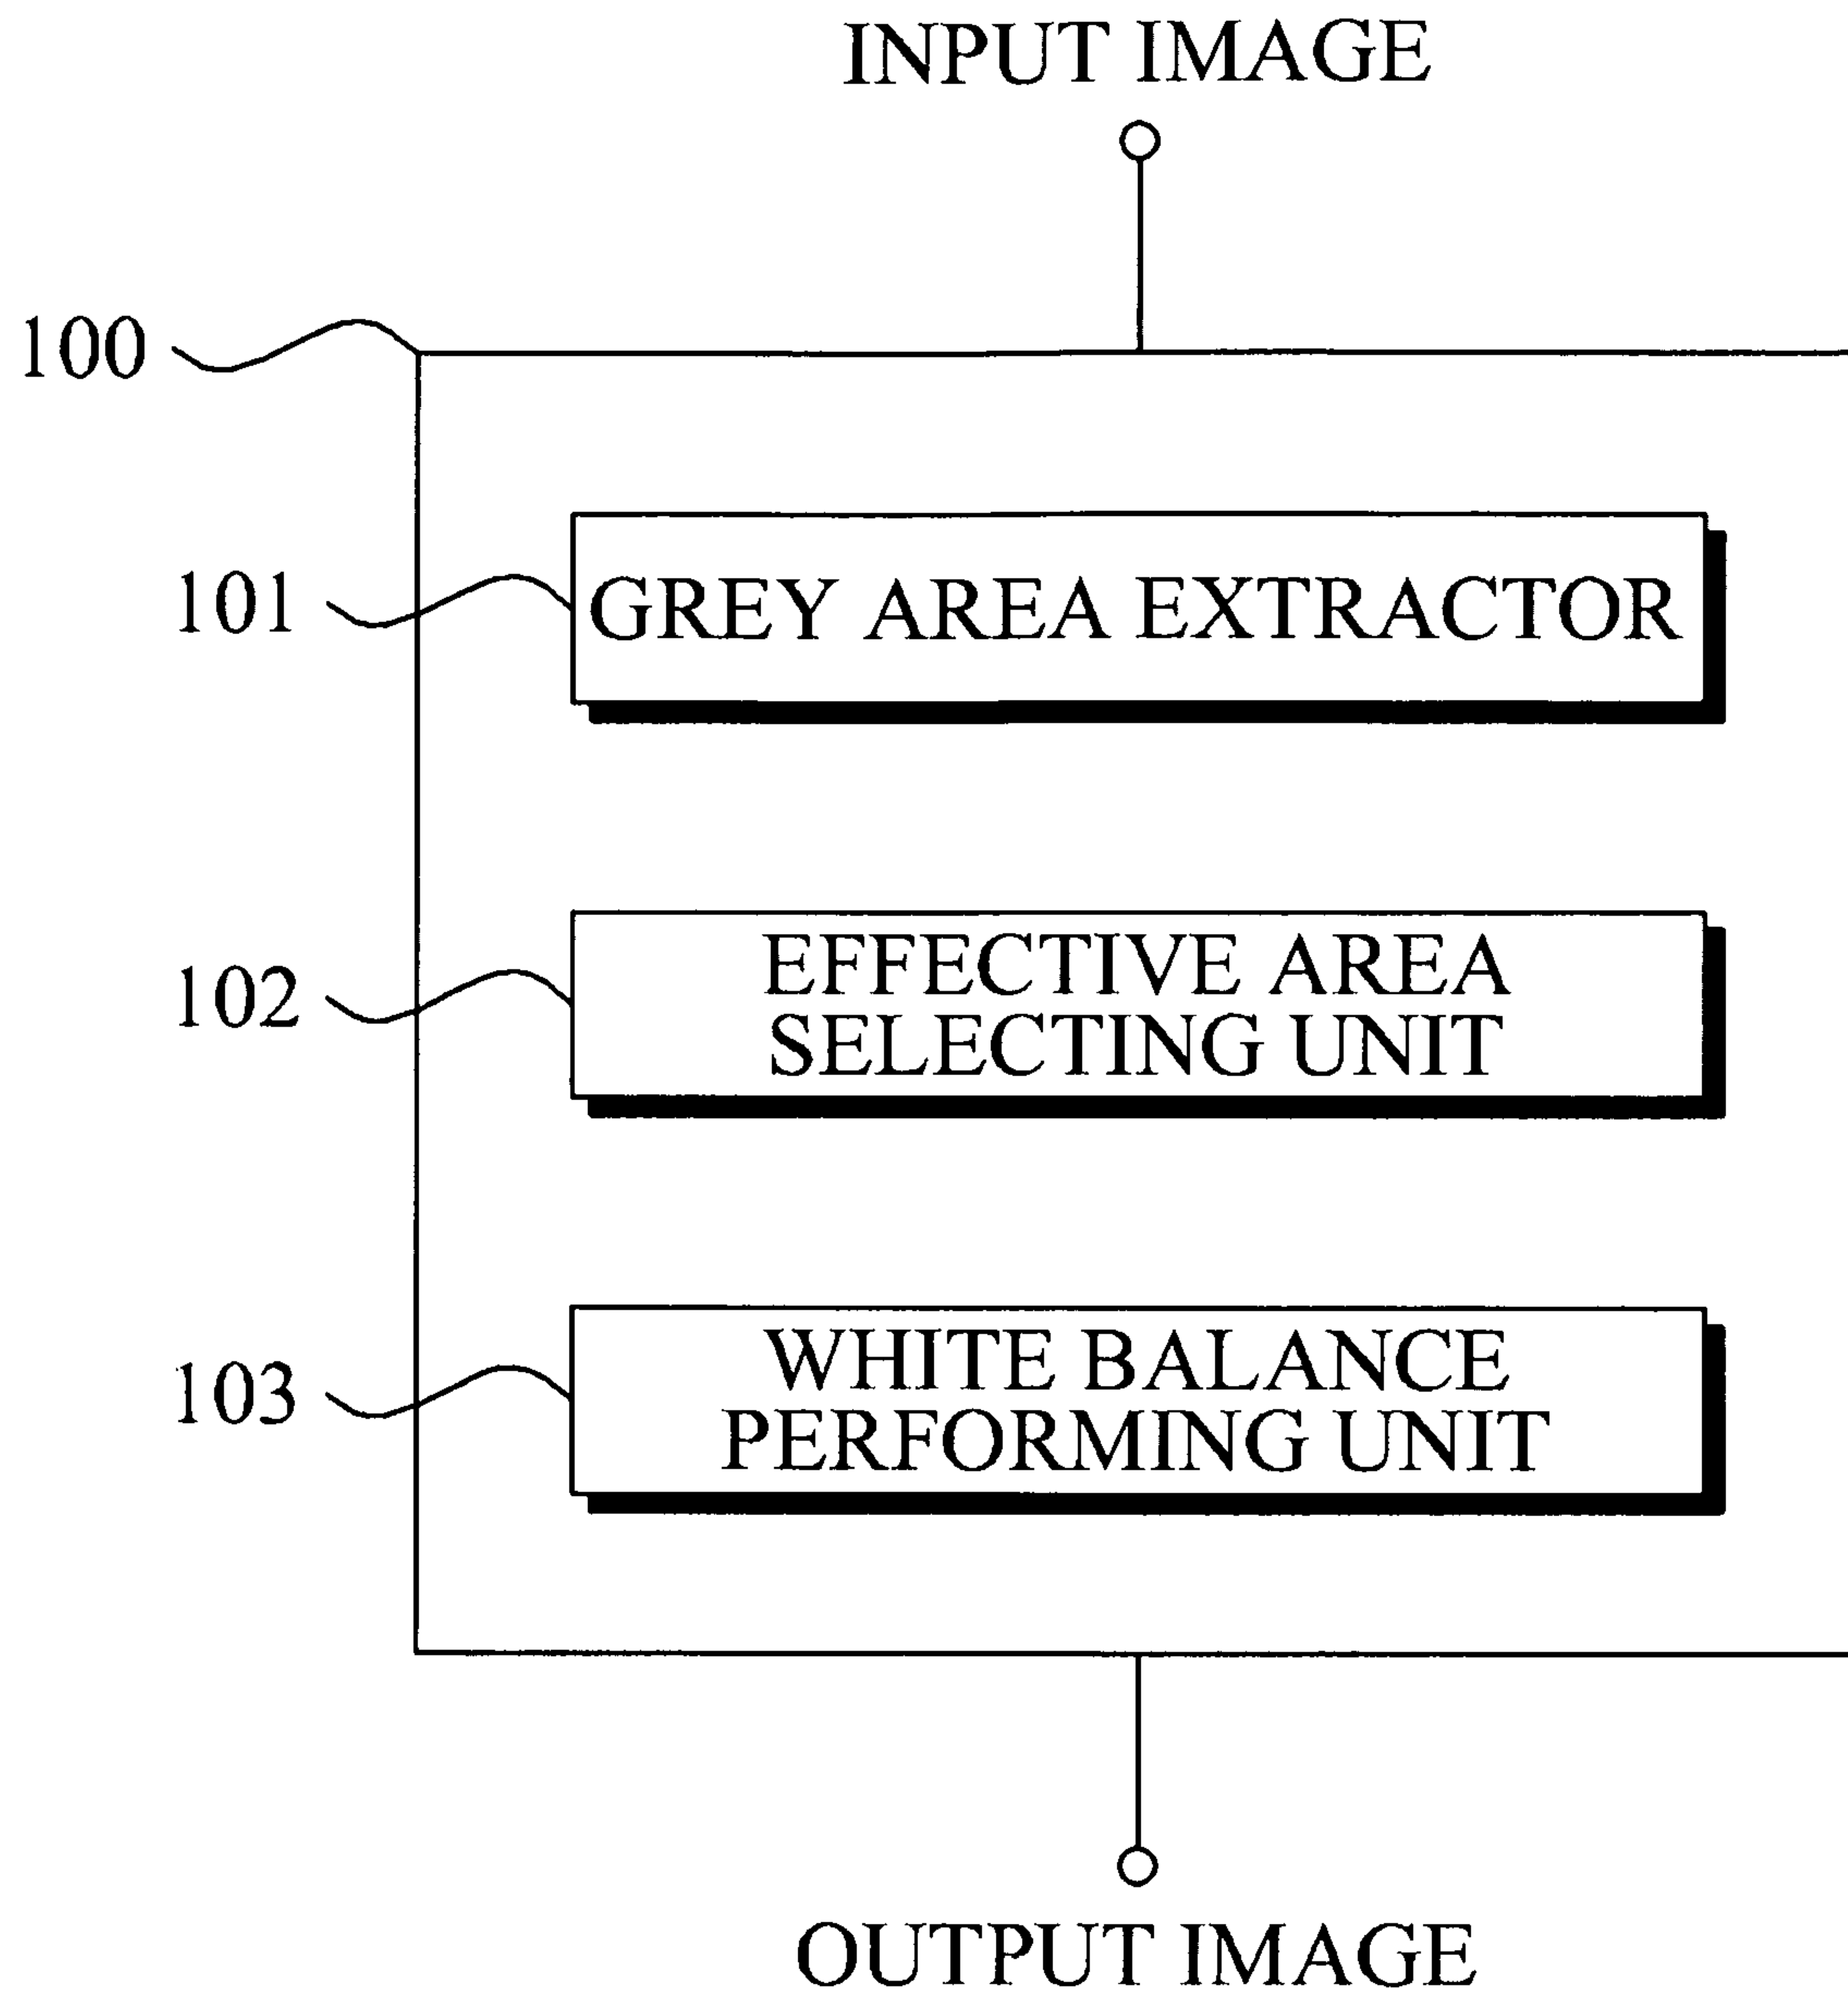 INPUT IMAGE
100
101
GREY AREA EXTRACTOR
102
EFFECTIVE AREA
SELECTING UNIT
103
WHITE BALANCE
PERFORMING UNIT
OUTPUT IMAGE